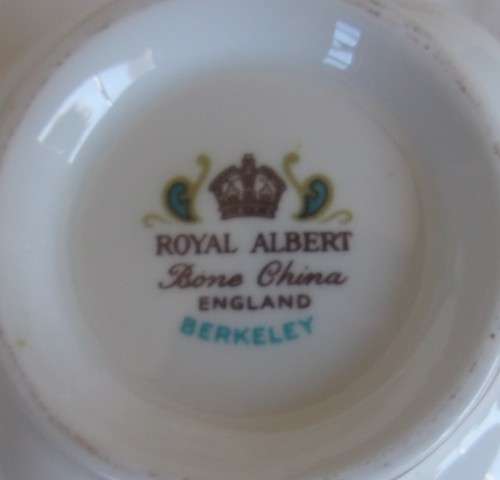 ROYAL ALBERT
Bone China
ENGLAND
BERKELEY